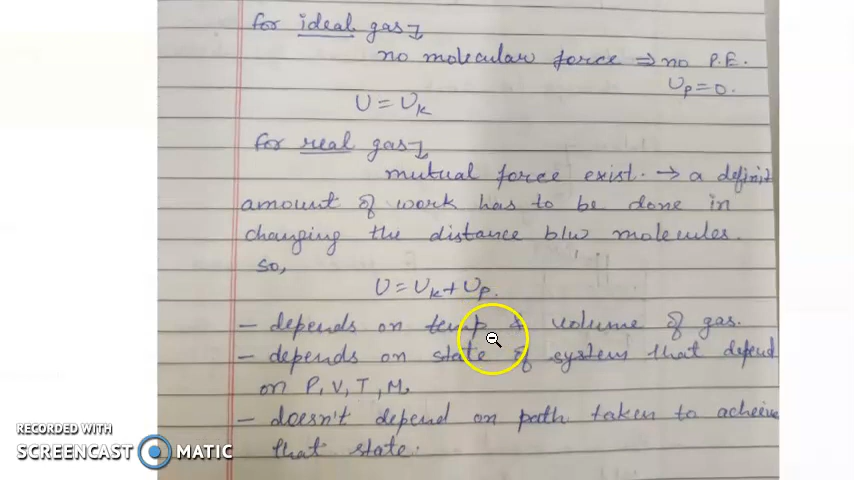 for ideal gas
no molecular force ⇒ no P.E.
Up=0.
U = Uk
for real gas
mutual force exist. → a definit
amount of work has to be done in
changing the distance b/w molecules.
so,
U = Uk + Up.
- depends on temp & volume of gas.
- depends on state of system that depend
on P, V, T, M.
- doesn't depend on path taken to acheive
that state.
RECORDED WITH
SCREENCAST MATIC